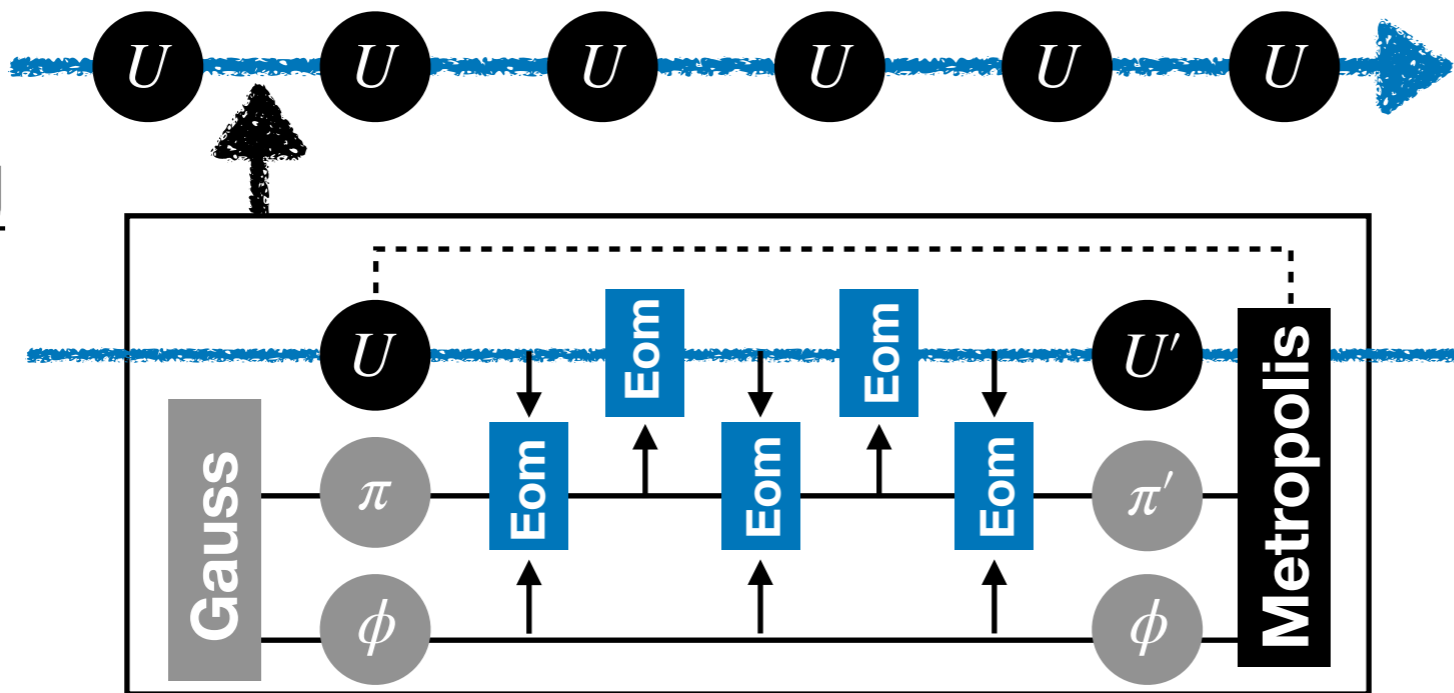 U U U U U U
Eom Eom
U U′
Eom Eom Eom
Gauss π π′ Metropolis
ϕ ϕ